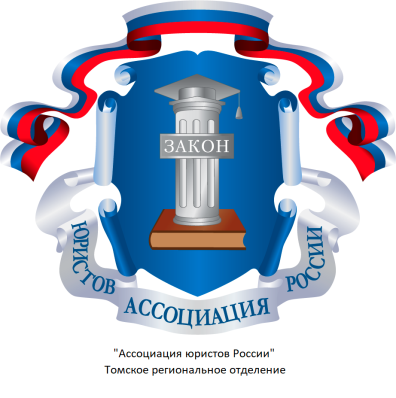 ЗАКОН
ЮРИСТОВ АССОЦИАЦИЯ РОССИИ
"Ассоциация юристов России"
Томское региональное отделение